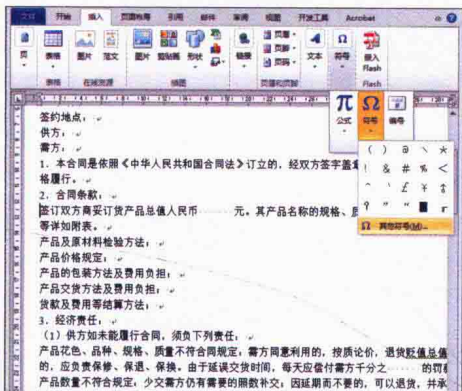 文件 开始 插入 页面布局 引用 邮件 审阅 视图 开发工具 Acrobat
页 表格 图片 范文 图片 剪贴画 形状 链接 页眉 页脚 页码 文本 符号 嵌入 Flash
表格 在线资源 插图 页眉和页脚 Flash
公式 符号 编号
其他符号(M)...
签约地点:
供方:
需方:
1. 本合同是依照《中华人民共和国合同法》订立的,经双方签字盖
格履行。
2. 合同条款:
签订双方商妥订货产品总值人民币 元。其产品名称的规格、
等详如附表。
产品及原材料检验方法:
产品价格规定:
产品的包装方法及费用负担:
产品交货方法及费用负担:
货款及费用等结算方法:
3. 经济责任:
(1) 供方如未能履行合同,须负下列责任:
产品花色、品种、规格、质量不符合同规定,需方同意利用的,按质论价,退货贬值总值
的,应负责保修、保退、保换。由于延误交货时间,每天应偿付需方千分之 的罚
产品数量不符合规定,少交需方仍有需要的照数补交;因延期而不要的,可以退货,并承